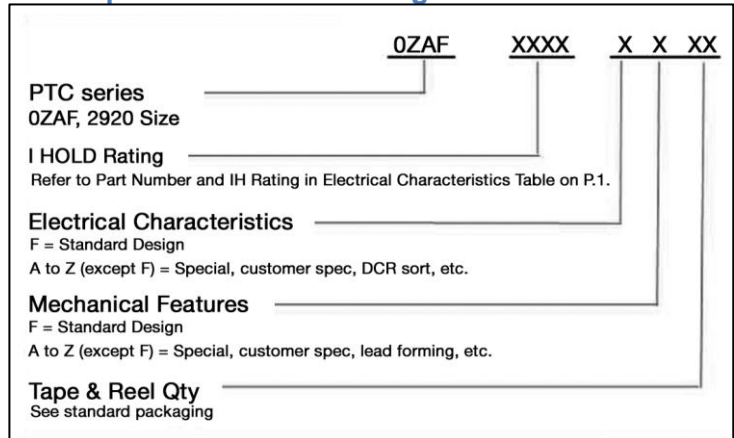 0ZAF XXXX X X XX
PTC series
0ZAF, 2920 Size
I HOLD Rating
Refer to Part Number and IH Rating in Electrical Characteristics Table on P.1.
Electrical Characteristics
F = Standard Design
A to Z (except F) = Special, customer spec, DCR sort, etc.
Mechanical Features
F = Standard Design
A to Z (except F) = Special, customer spec, lead forming, etc.
Tape & Reel Qty
See standard packaging